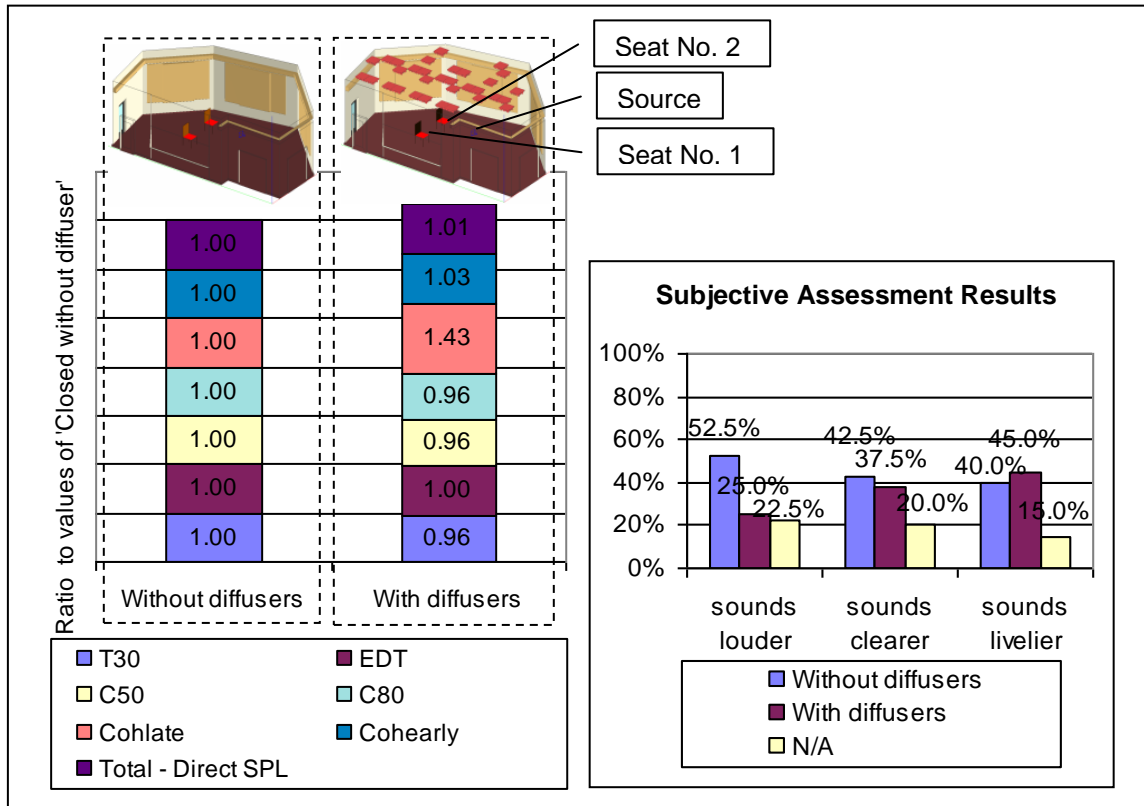 Seat No. 2
Source
Seat No. 1
Ratio to values of 'Closed without diffuser'
1.00
1.00
1.00
1.00
1.00
1.00
1.00
1.01
1.03
1.43
0.96
0.96
1.00
0.96
Without diffusers
With diffusers
T30
EDT
C50
C80
Cohlate
Cohearly
Total - Direct SPL
Subjective Assessment Results
100%
80%
60%
40%
20%
0%
52.5%
25.0%
22.5%
42.5%
37.5%
20.0%
40.0%
45.0%
15.0%
sounds
louder
sounds
clearer
sounds
livelier
Without diffusers
With diffusers
N/A